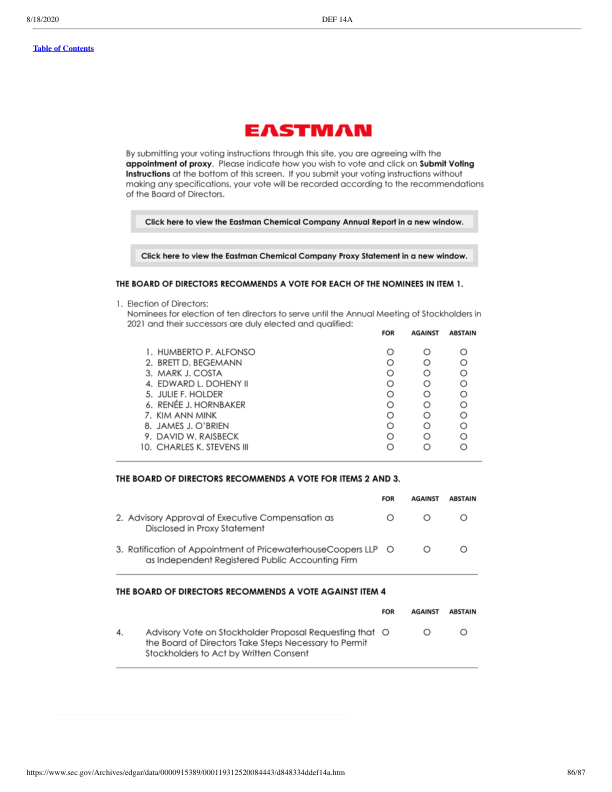 8/18/2020 DEF 14A
Table of Contents
EASTMAN
By submitting your voting instructions through this site, you are agreeing with the
appointment of proxy. Please indicate how you wish to vote and click on Submit Voting
Instructions at the bottom of this screen. If you submit your voting instructions without
making any specifications, your vote will be recorded according to the recommendations
of the Board of Directors.
Click here to view the Eastman Chemical Company Annual Report in a new window.
Click here to view the Eastman Chemical Company Proxy Statement in a new window.
THE BOARD OF DIRECTORS RECOMMENDS A VOTE FOR EACH OF THE NOMINEES IN ITEM 1.
1. Election of Directors:
Nominees for election of ten directors to serve until the Annual Meeting of Stockholders in
2021 and their successors are duly elected and qualified:
FOR AGAINST ABSTAIN
1. HUMBERTO P. ALFONSO
2. BRETT D. BEGEMANN
3. MARK J. COSTA
4. EDWARD L. DOHENY II
5. JULIE F. HOLDER
6. RENÉE J. HORNBAKER
7. KIM ANN MINK
8. JAMES J. O'BRIEN
9. DAVID W. RAISBECK
10. CHARLES K. STEVENS III
THE BOARD OF DIRECTORS RECOMMENDS A VOTE FOR ITEMS 2 AND 3.
FOR AGAINST ABSTAIN
2. Advisory Approval of Executive Compensation as
Disclosed in Proxy Statement
3. Ratification of Appointment of PricewaterhouseCoopers LLP
as Independent Registered Public Accounting Firm
THE BOARD OF DIRECTORS RECOMMENDS A VOTE AGAINST ITEM 4
FOR AGAINST ABSTAIN
4. Advisory Vote on Stockholder Proposal Requesting that
the Board of Directors Take Steps Necessary to Permit
Stockholders to Act by Written Consent
https://www.sec.gov/Archives/edgar/data/0000915389/000119312520084443/d848334ddef14a.htm 86/87